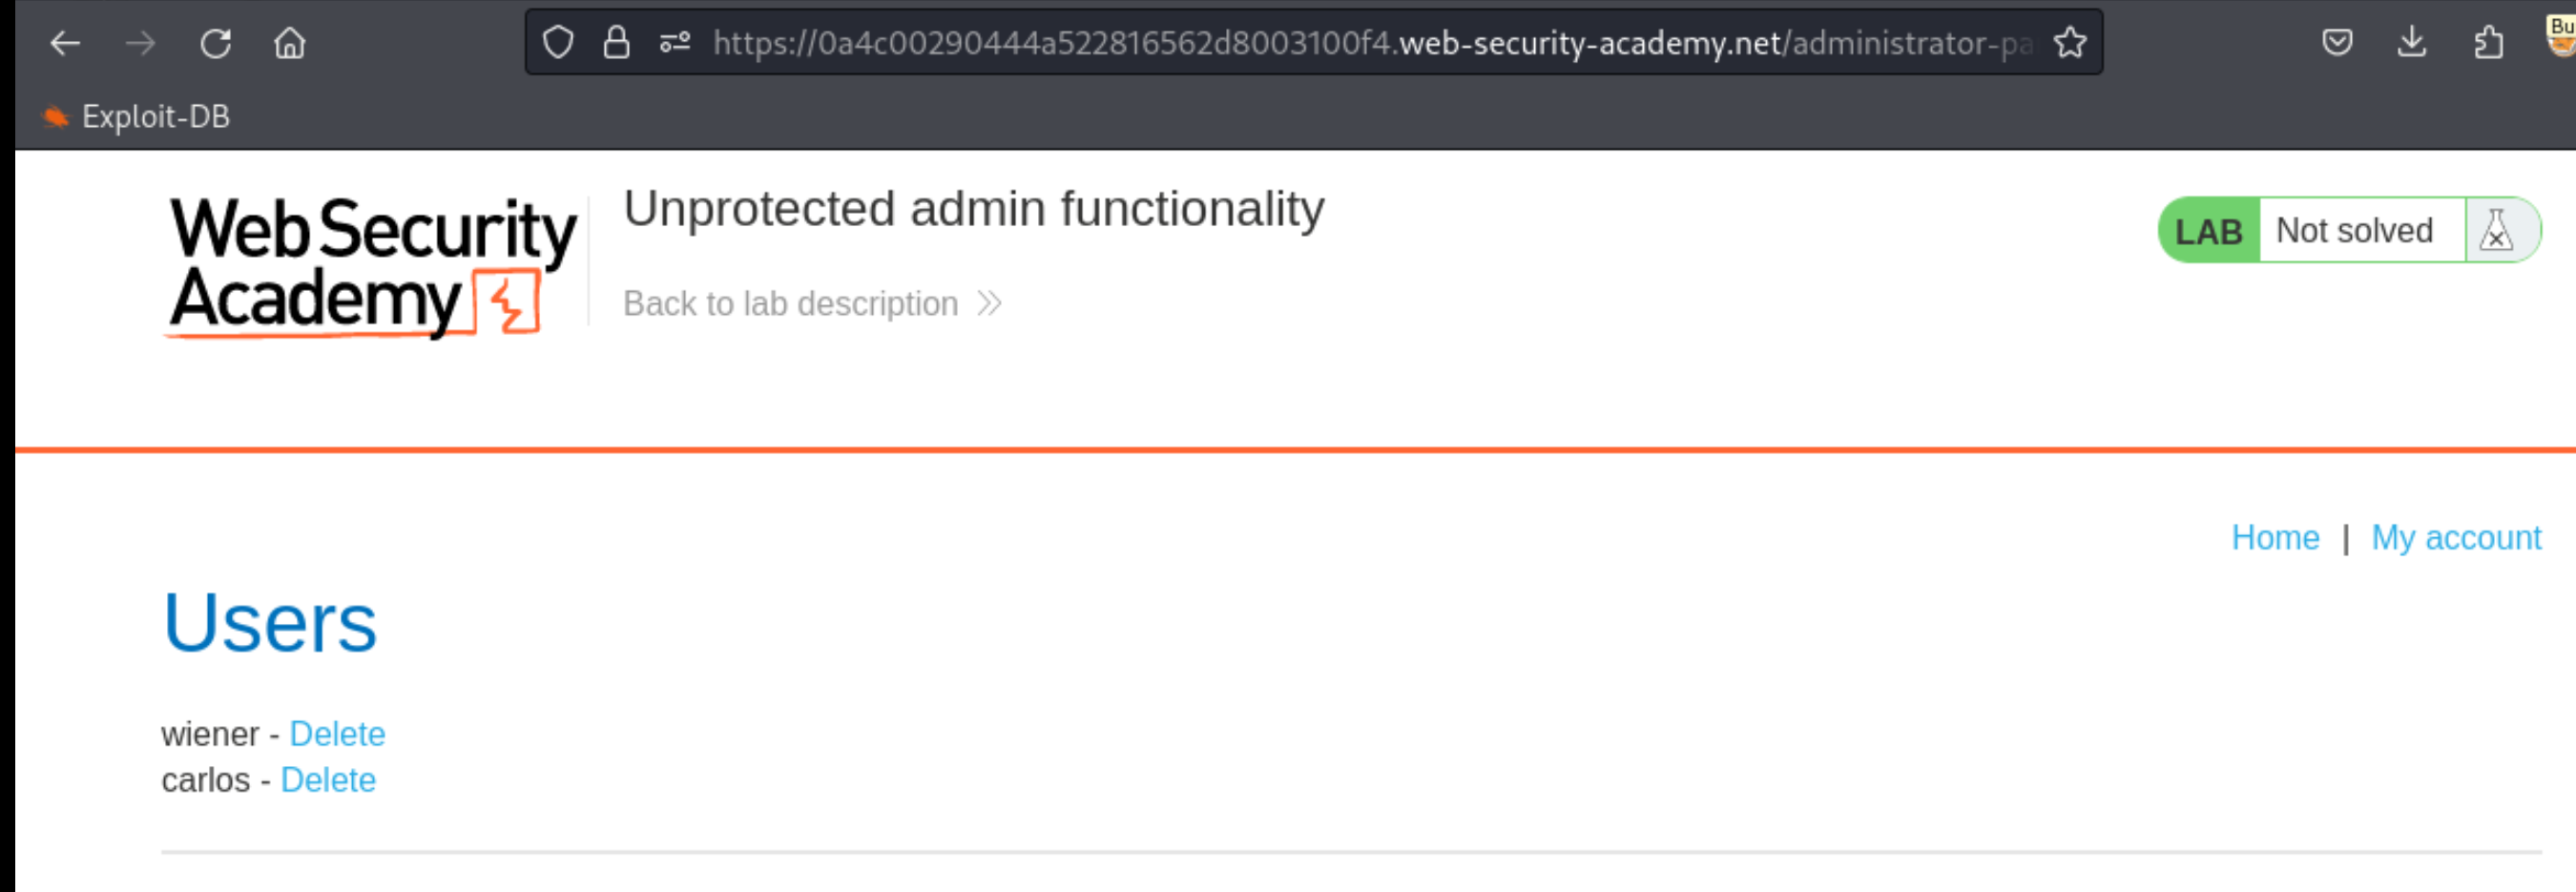 https://0a4c00290444a522816562d8003100f4.web-security-academy.net/administrator-pa
Bu
Exploit-DB
Web Security
Academy
Unprotected admin functionality
Back to lab description
LAB Not solved
Home | My account
Users
wiener - Delete
carlos - Delete